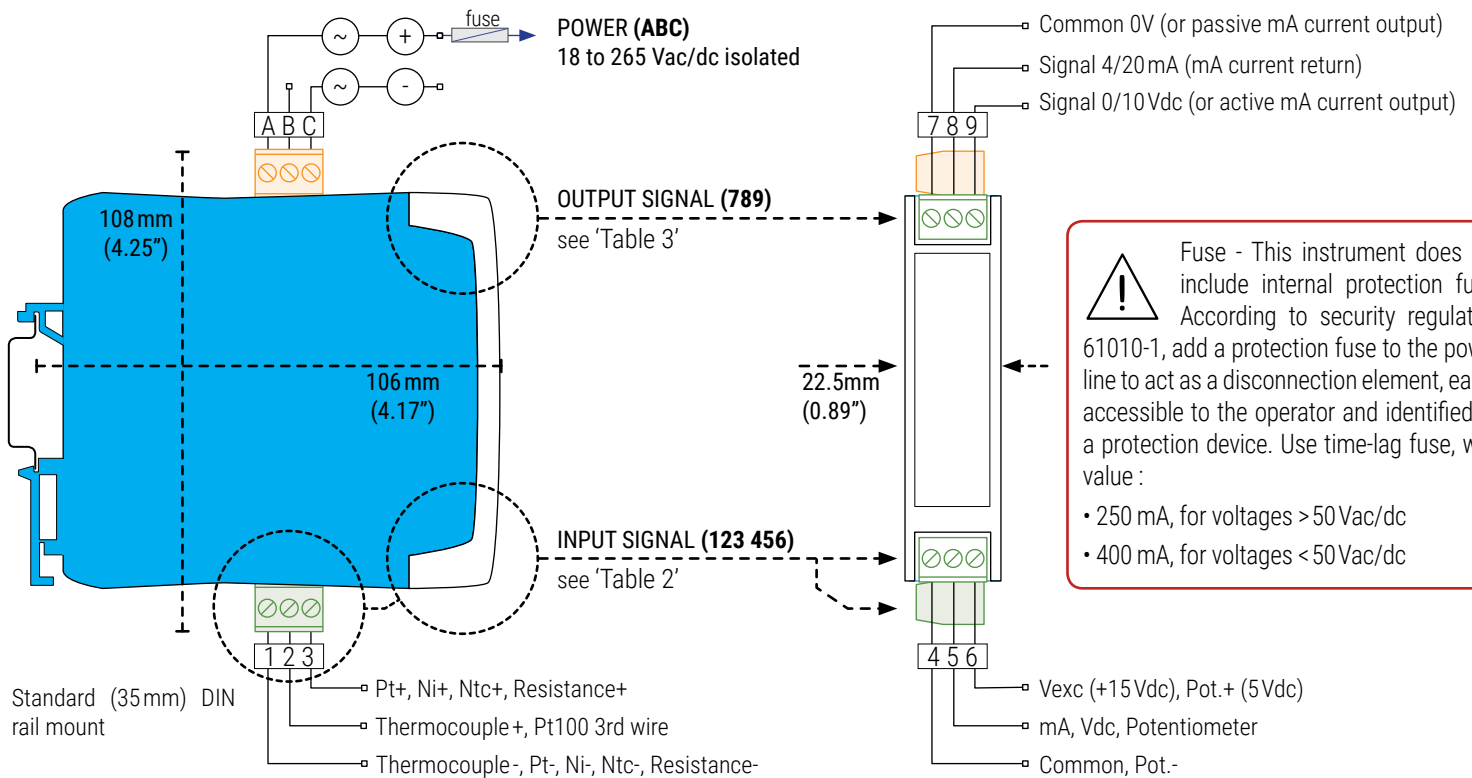 fuse
POWER (ABC)
18 to 265 Vac/dc isolated
~ +
~ -
A B C
Common 0V (or passive mA current output)
Signal 4/20 mA (mA current return)
Signal 0/10 Vdc (or active mA current output)
7 8 9
108 mm
(4.25”)
OUTPUT SIGNAL (789)
see ‘Table 3’
106 mm
(4.17”)
22.5mm
(0.89”)
Fuse - This instrument does
include internal protection
According to security
61010-1, add a protection fuse to the
line to act as a disconnection element,
accessible to the operator and identified
a protection device. Use time-lag fuse,
value :
• 250 mA, for voltages > 50 Vac/dc
• 400 mA, for voltages < 50 Vac/dc
INPUT SIGNAL (123 456)
see ‘Table 2’
1 2 3
Standard (35 mm) DIN
rail mount
Pt+, Ni+, Ntc+, Resistance+
Thermocouple +, Pt100 3rd wire
Thermocouple -, Pt-, Ni-, Ntc-, Resistance-
4 5 6
Vexc (+15 Vdc), Pot.+ (5 Vdc)
mA, Vdc, Potentiometer
Common, Pot.-